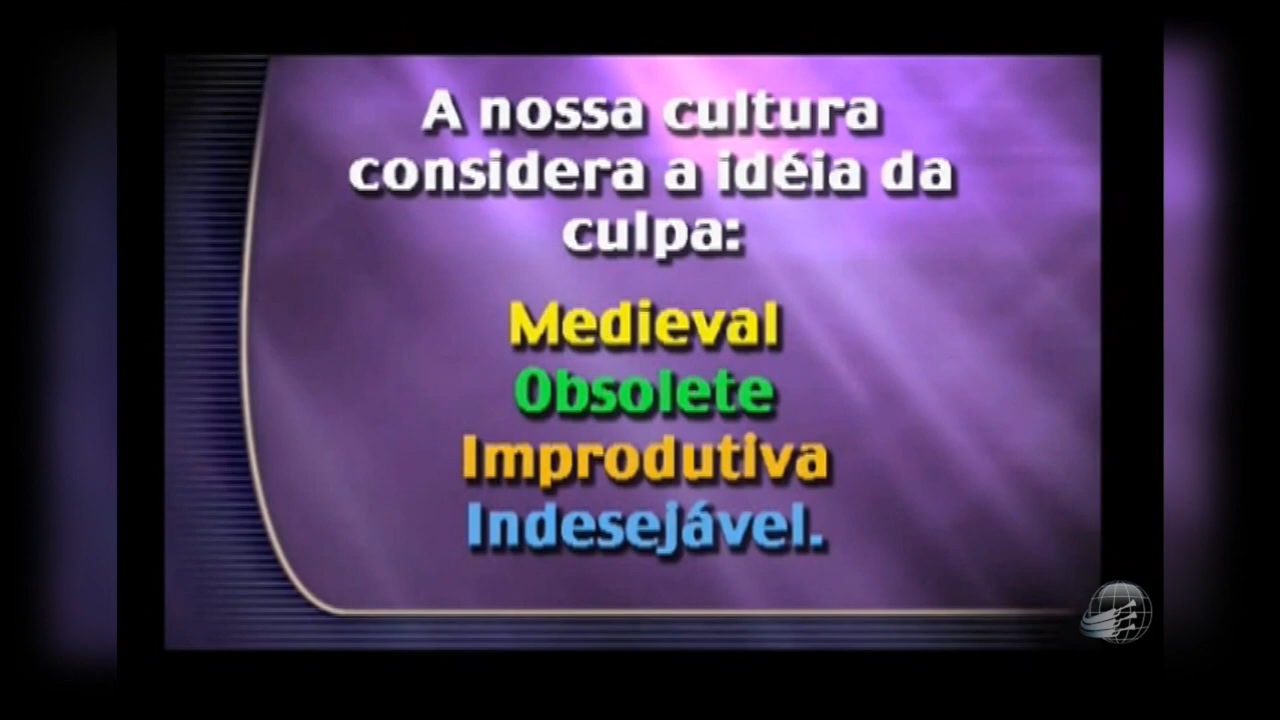 A nossa cultura
considera a idéia da
culpa:
Medieval
Obsolete
Improdutiva
Indesejável.